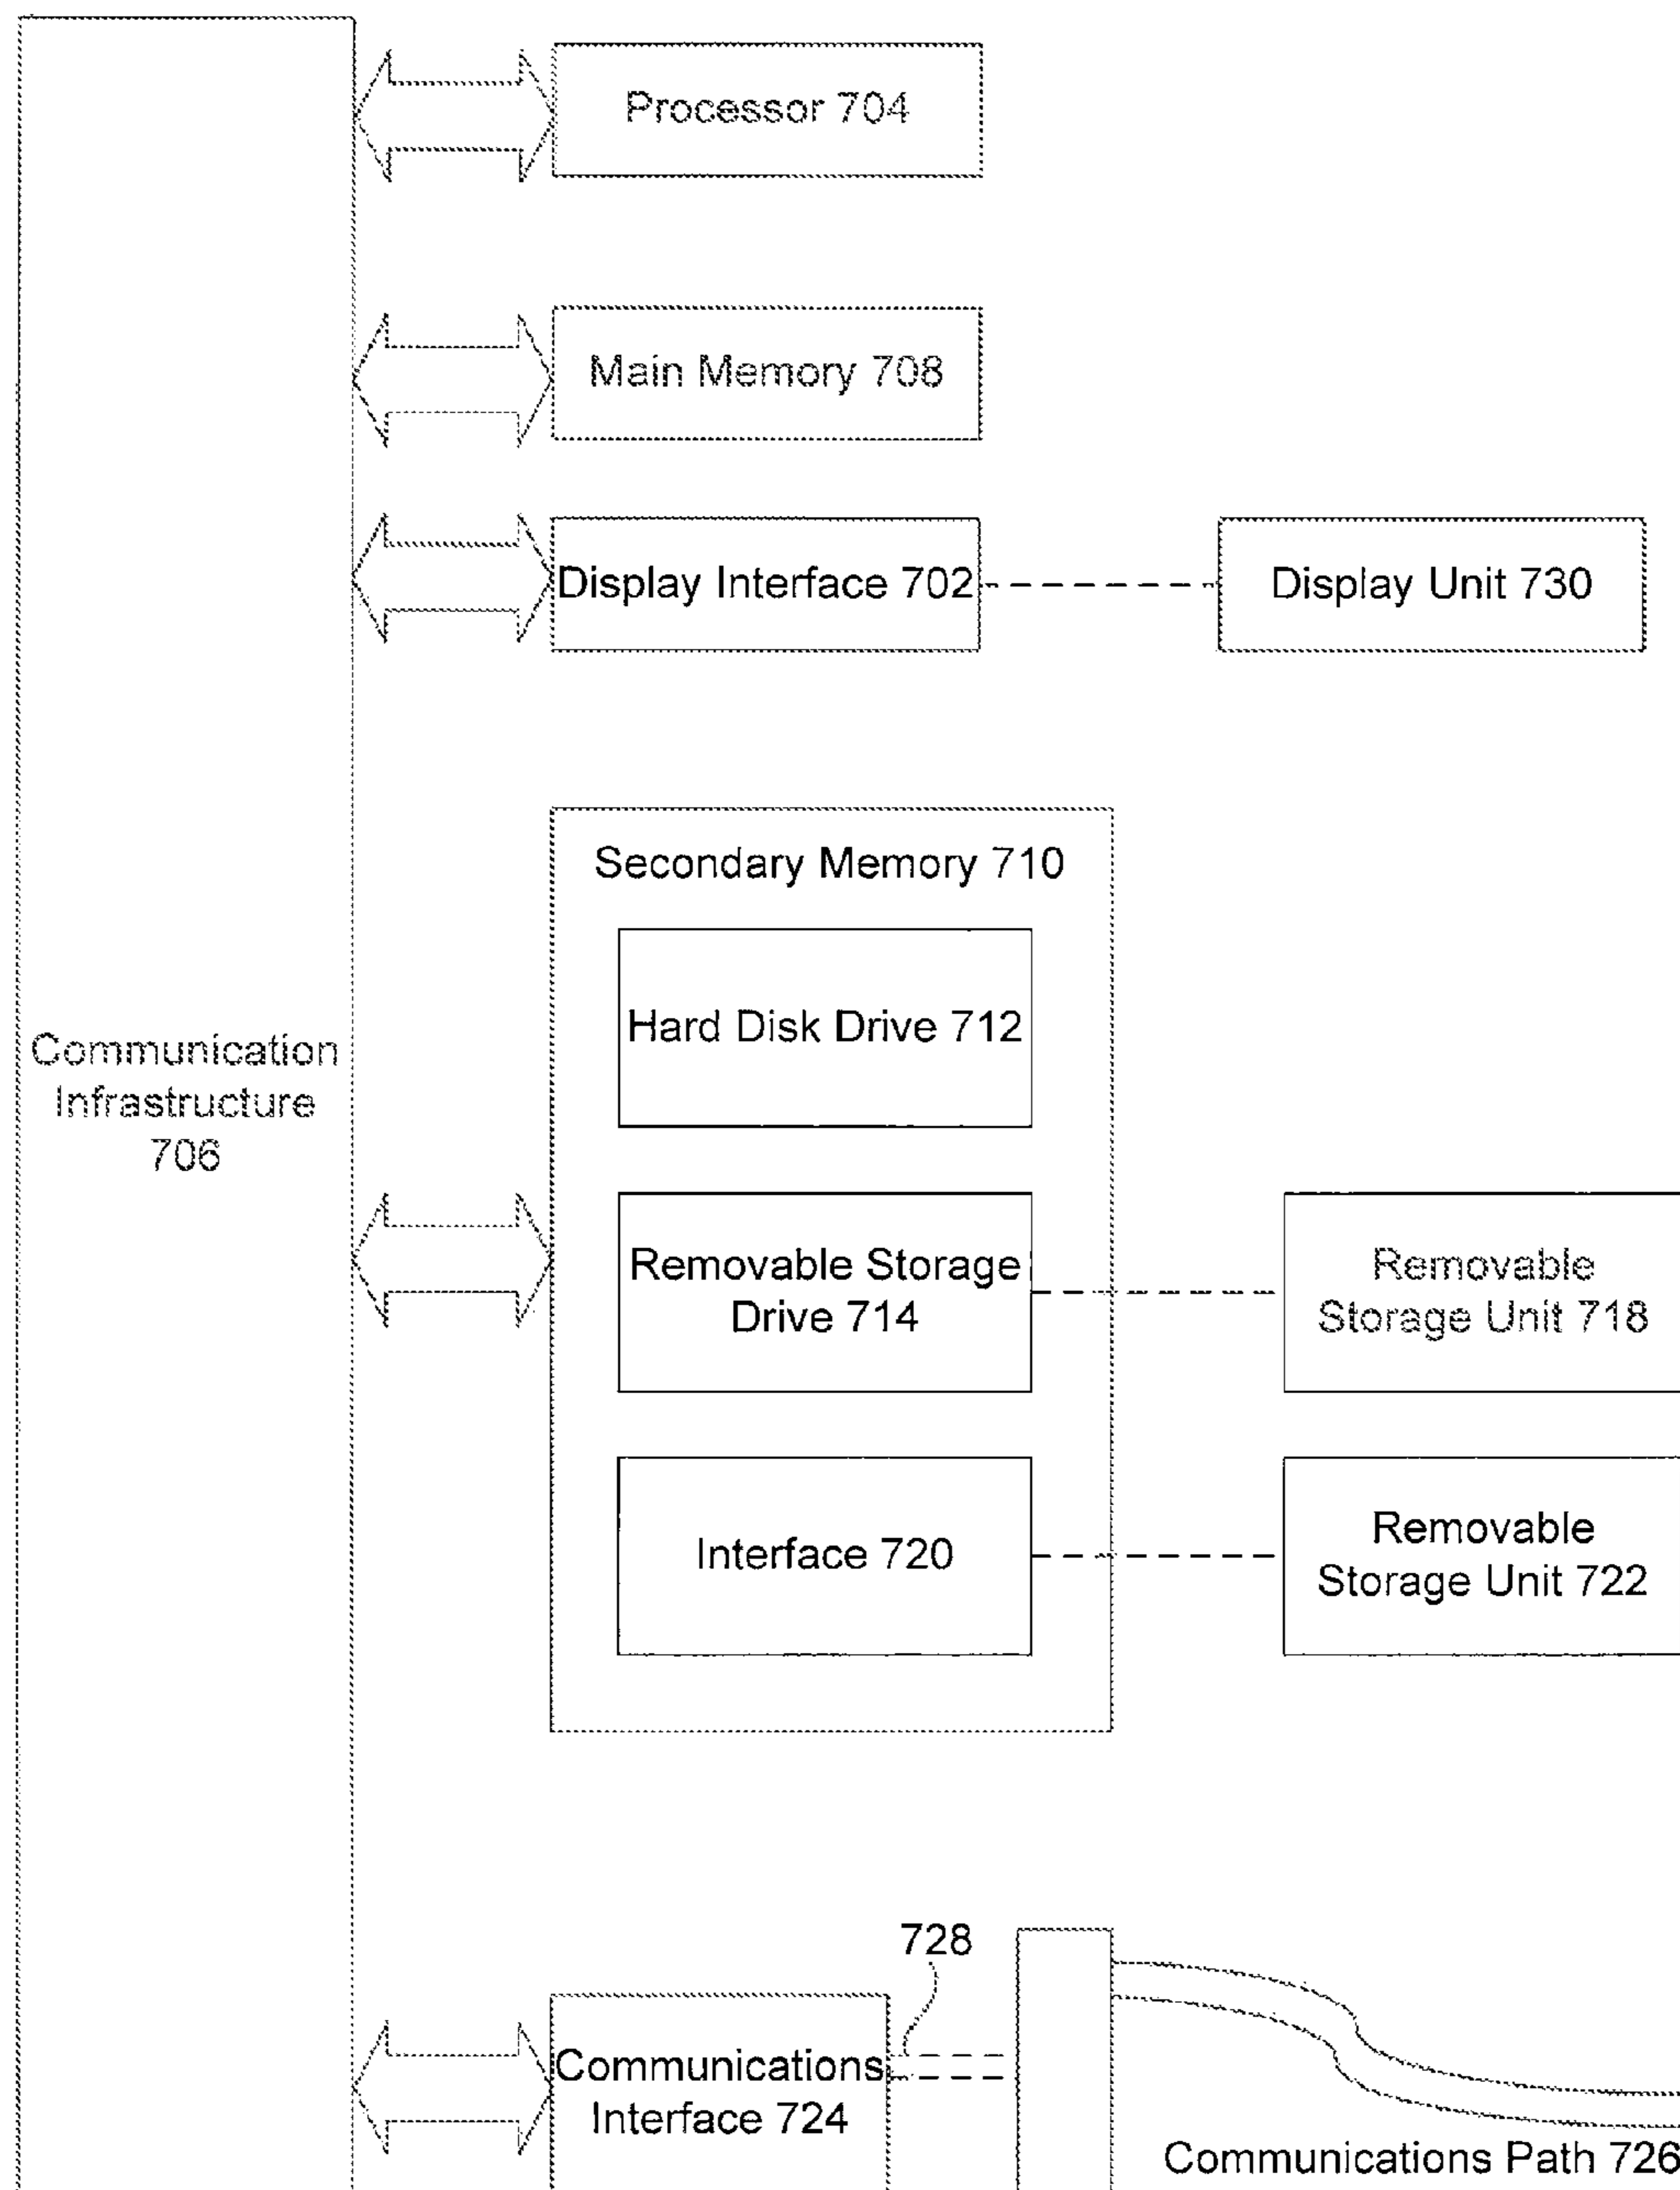 Processor 704
Main Memory 708
Display Interface 702
Display Unit 730
Secondary Memory 710
Hard Disk Drive 712
Communication
Infrastructure
706
Removable Storage
Drive 714
Removable
Storage Unit 718
Interface 720
Removable
Storage Unit 722
728
Communications
Interface 724
Communications Path 726